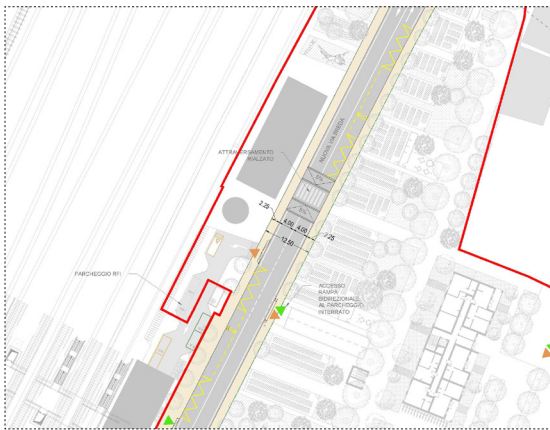 NUOVA VIA BREDA
ATTRAVERSAMENTO
RIALZATO
2.25
4.00
4.00
2.25
12.50
PARCHEGGIO RFI
ACCESSO
RAMPA
BIDIREZIONALE
AL PARCHEGGIO
INTERRATO